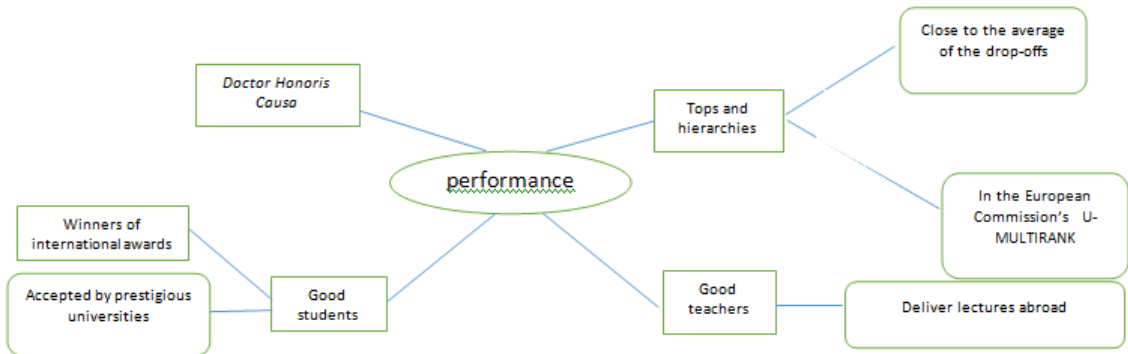 Close to the average
of the drop-offs
Doctor Honoris
Causa
Tops and
hierarchies
performance
In the European
Commission's U-
MULTIRANK
Winners of
international awards
Accepted by prestigious
universities
Good
students
Good
teachers
Deliver lectures abroad